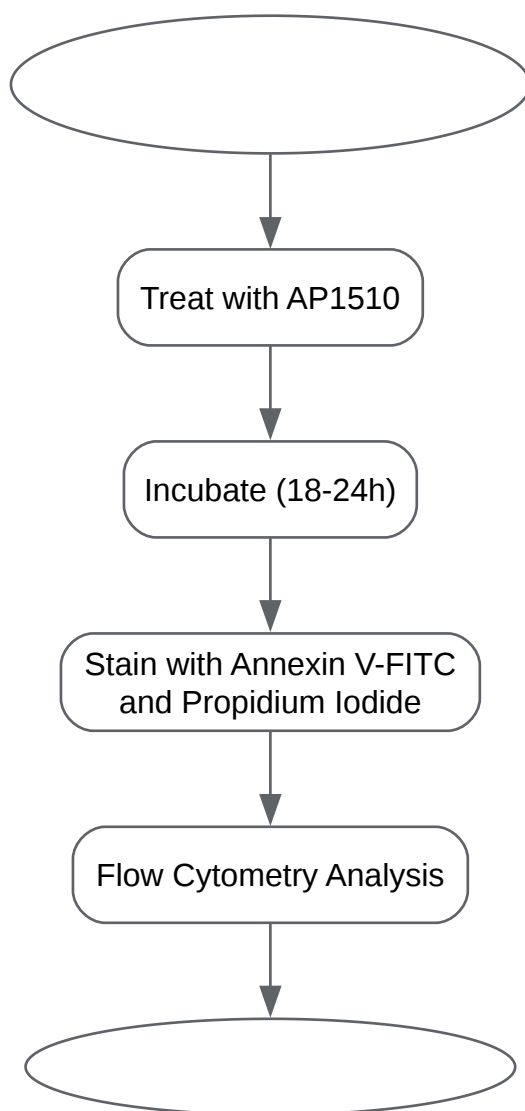 Treat with AP1510
Incubate (18-24h)
Stain with Annexin V-FITC
and Propidium Iodide
Flow Cytometry Analysis